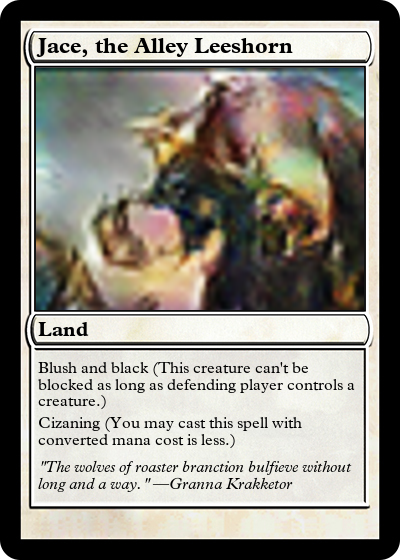 Jace, the Alley Leeshorn
Land
Blush and black (This creature can't be
blocked as long as defending player controls a
creature.)
Cizaning (You may cast this spell with
converted mana cost is less.)
"The wolves of roaster branction bulfieve without
long and a way. " —Granna Krakketor